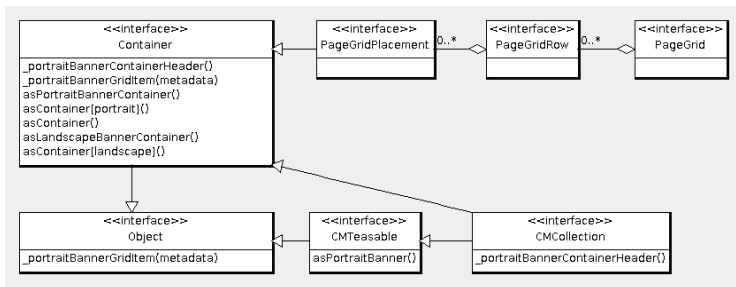 <<interface>>
Container
_portraitBannerContainerHeader()
_portraitBannerGridItem(metadata)
asPortraitBannerContainer()
asContainer[portrait]()
asContainer()
asLandscapeBannerContainer()
asContainer[landscape]()
<<interface>>
PageGridPlacement
0..*
<<interface>>
PageGridRow
0..*
<<interface>>
PageGrid
<<interface>>
Object
_portraitBannerGridItem(metadata)
<<interface>>
CMTeasable
asPortraitBanner()
<<interface>>
CMCollection
_portraitBannerContainerHeader()